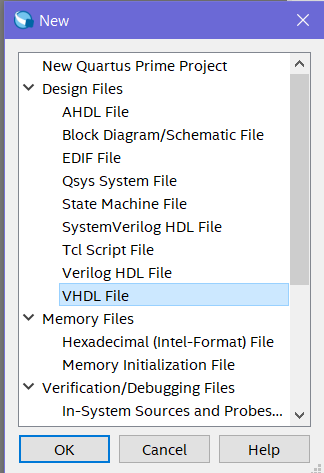 New
New Quartus Prime Project
Design Files
AHDL File
Block Diagram/Schematic File
EDIF File
Qsys System File
State Machine File
SystemVerilog HDL File
Tcl Script File
Verilog HDL File
VHDL File
Memory Files
Hexadecimal (Intel-Format) File
Memory Initialization File
Verification/Debugging Files
In-System Sources and Probes...
OK Cancel Help